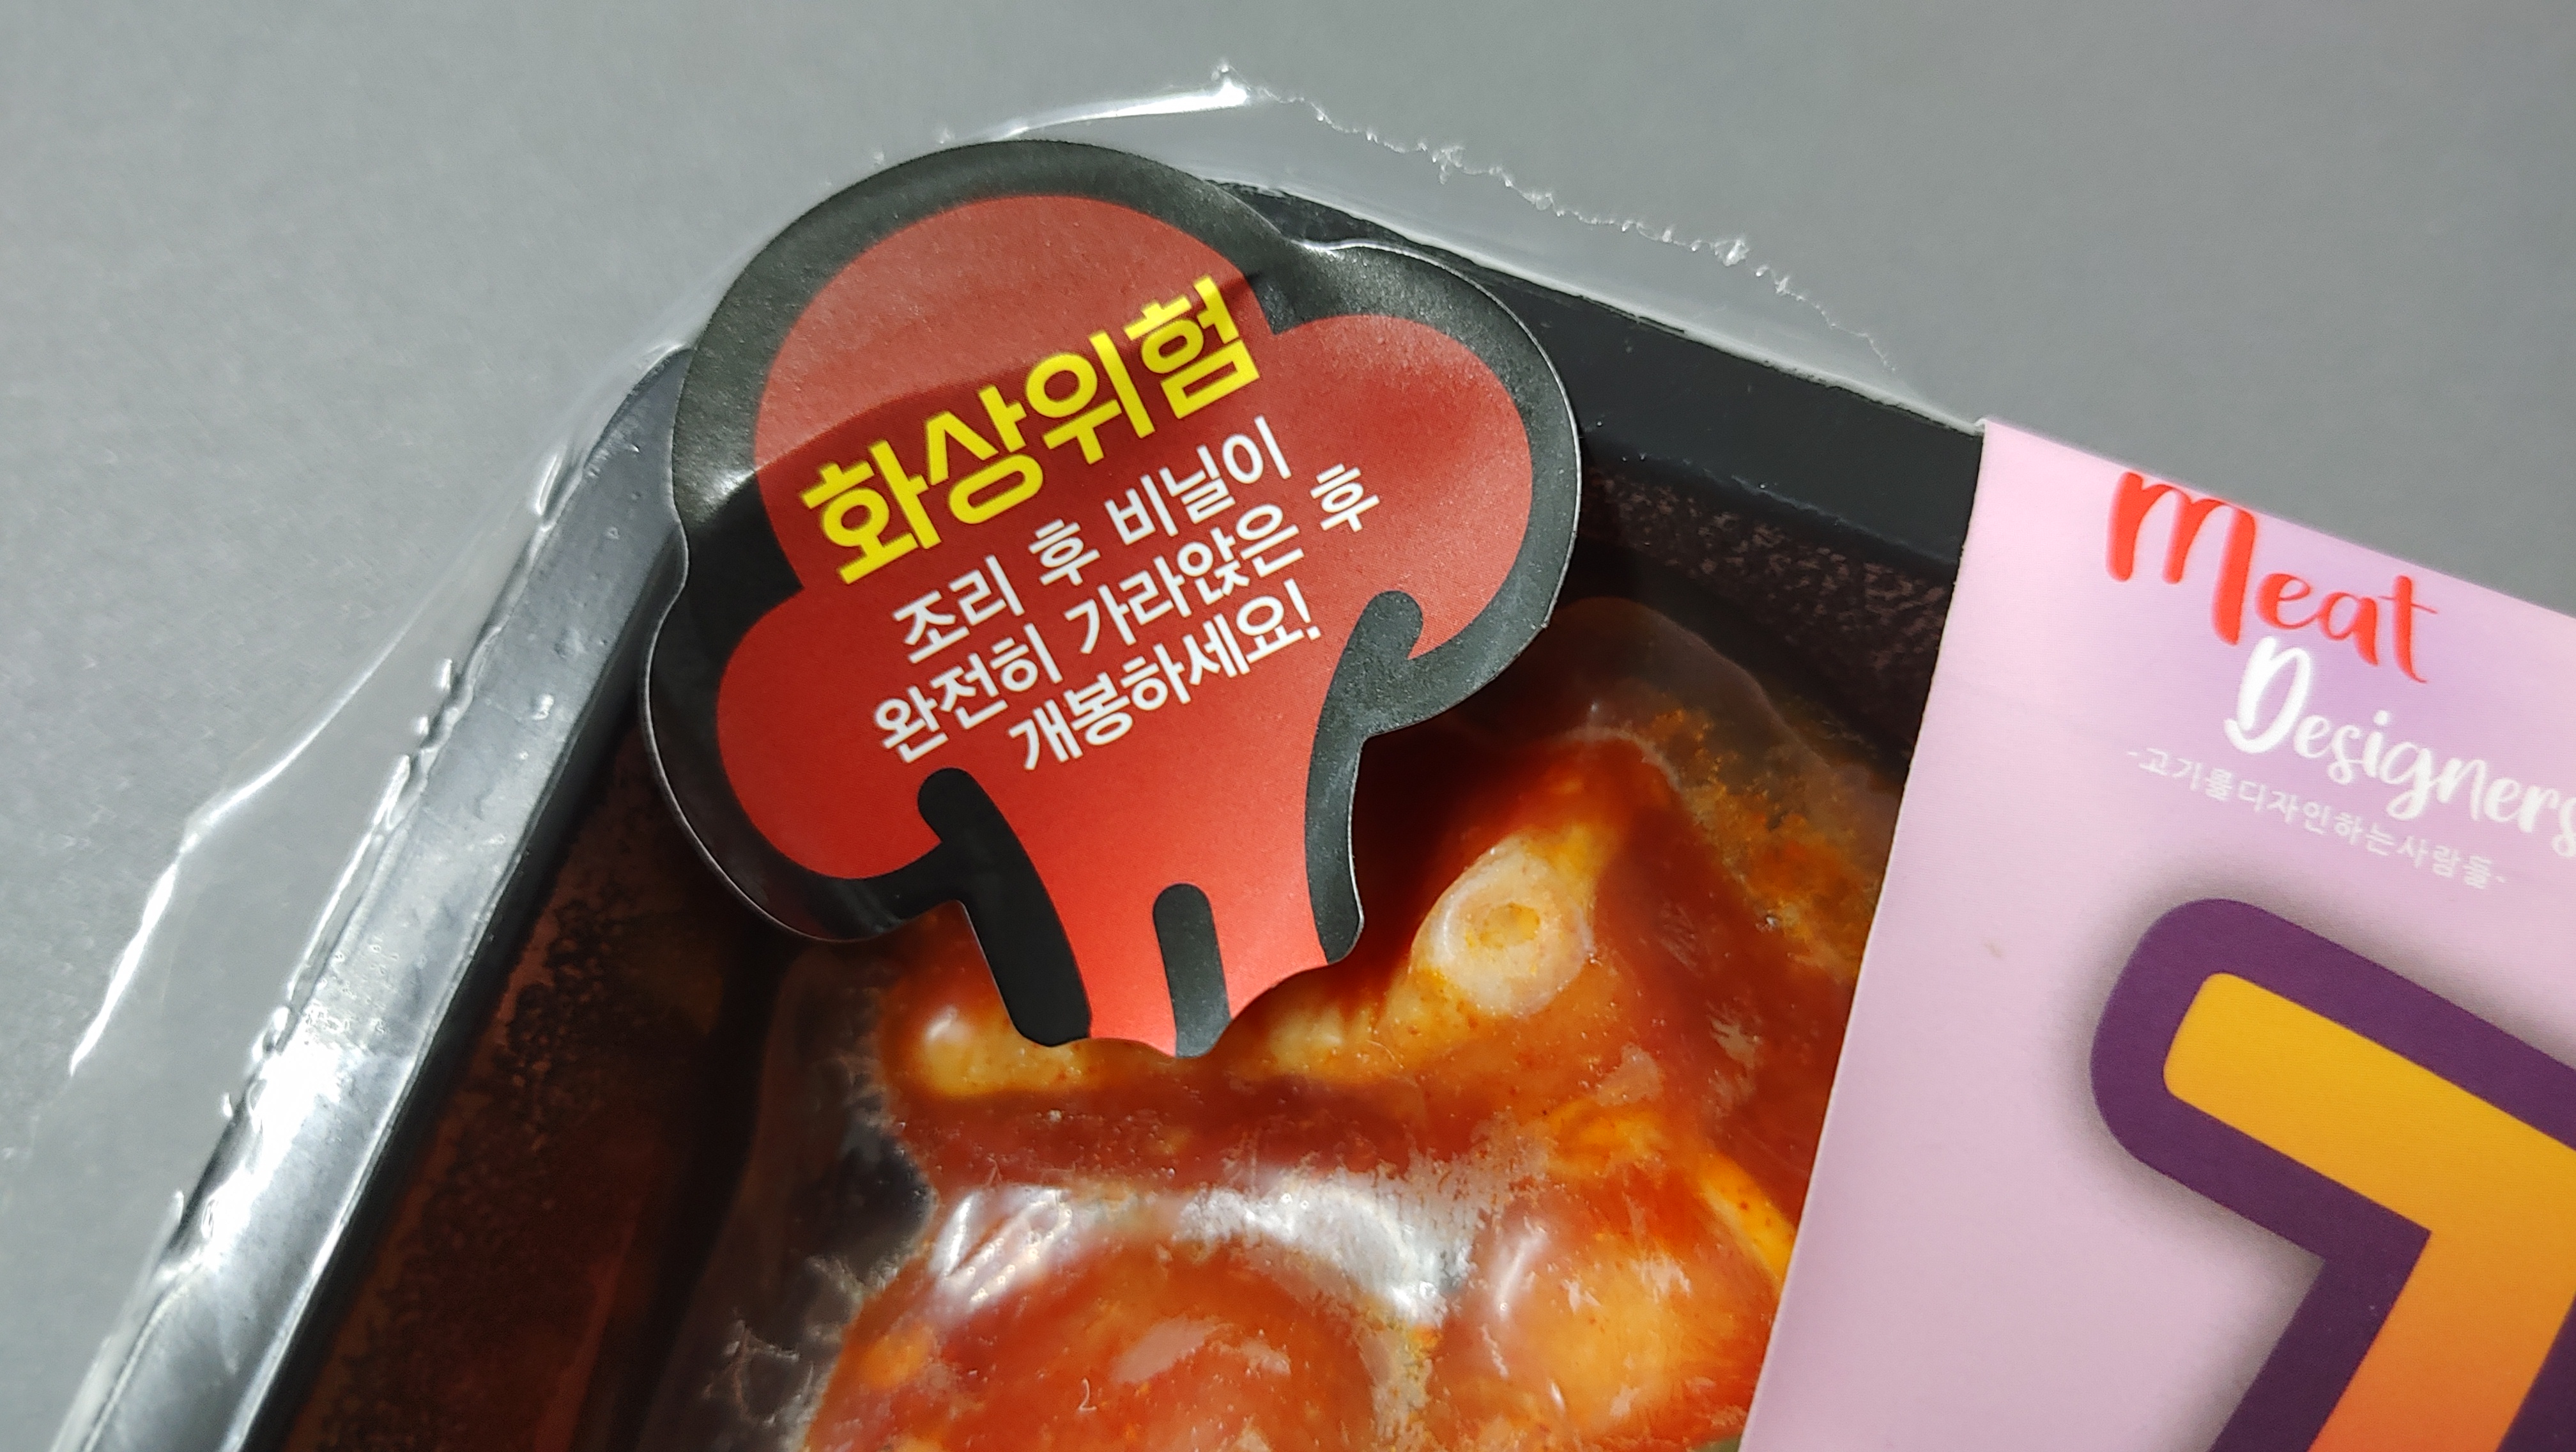 화상위험
조리 후 비닐이
완전히 가라앉은 후
개봉하세요!
Meat
Designers
-고기를디자인하는사람들-